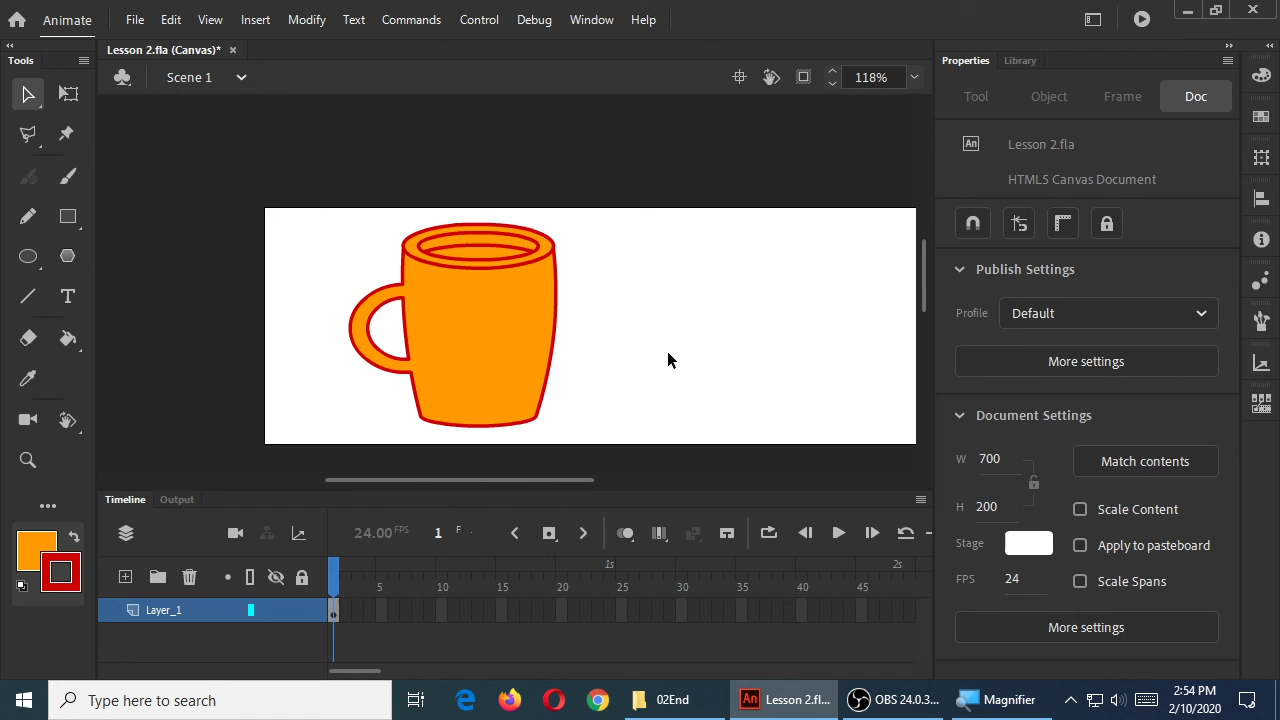 Animate File Edit View Insert Modify Text Commands Control Debug Window Help
Lesson 2.fla (Canvas)*
Tools
Properties Library
Scene 1
118%
Tool Object Frame Doc
An Lesson 2.fla
HTML5 Canvas Document
Publish Settings
Profile Default
More settings
Document Settings
W 700
Match contents
H 200
Scale Content
Stage
Apply to pasteboard
FPS 24
Scale Spans
More settings
T
Timeline Output
24.00 FPS 1 F
1s 2s
5 10 15 20 25 30 35 40 45
Layer_1
Type here to search
02End
An Lesson 2.fl...
OBS 24.0.3...
Magnifier
2:54 PM
2/10/2020